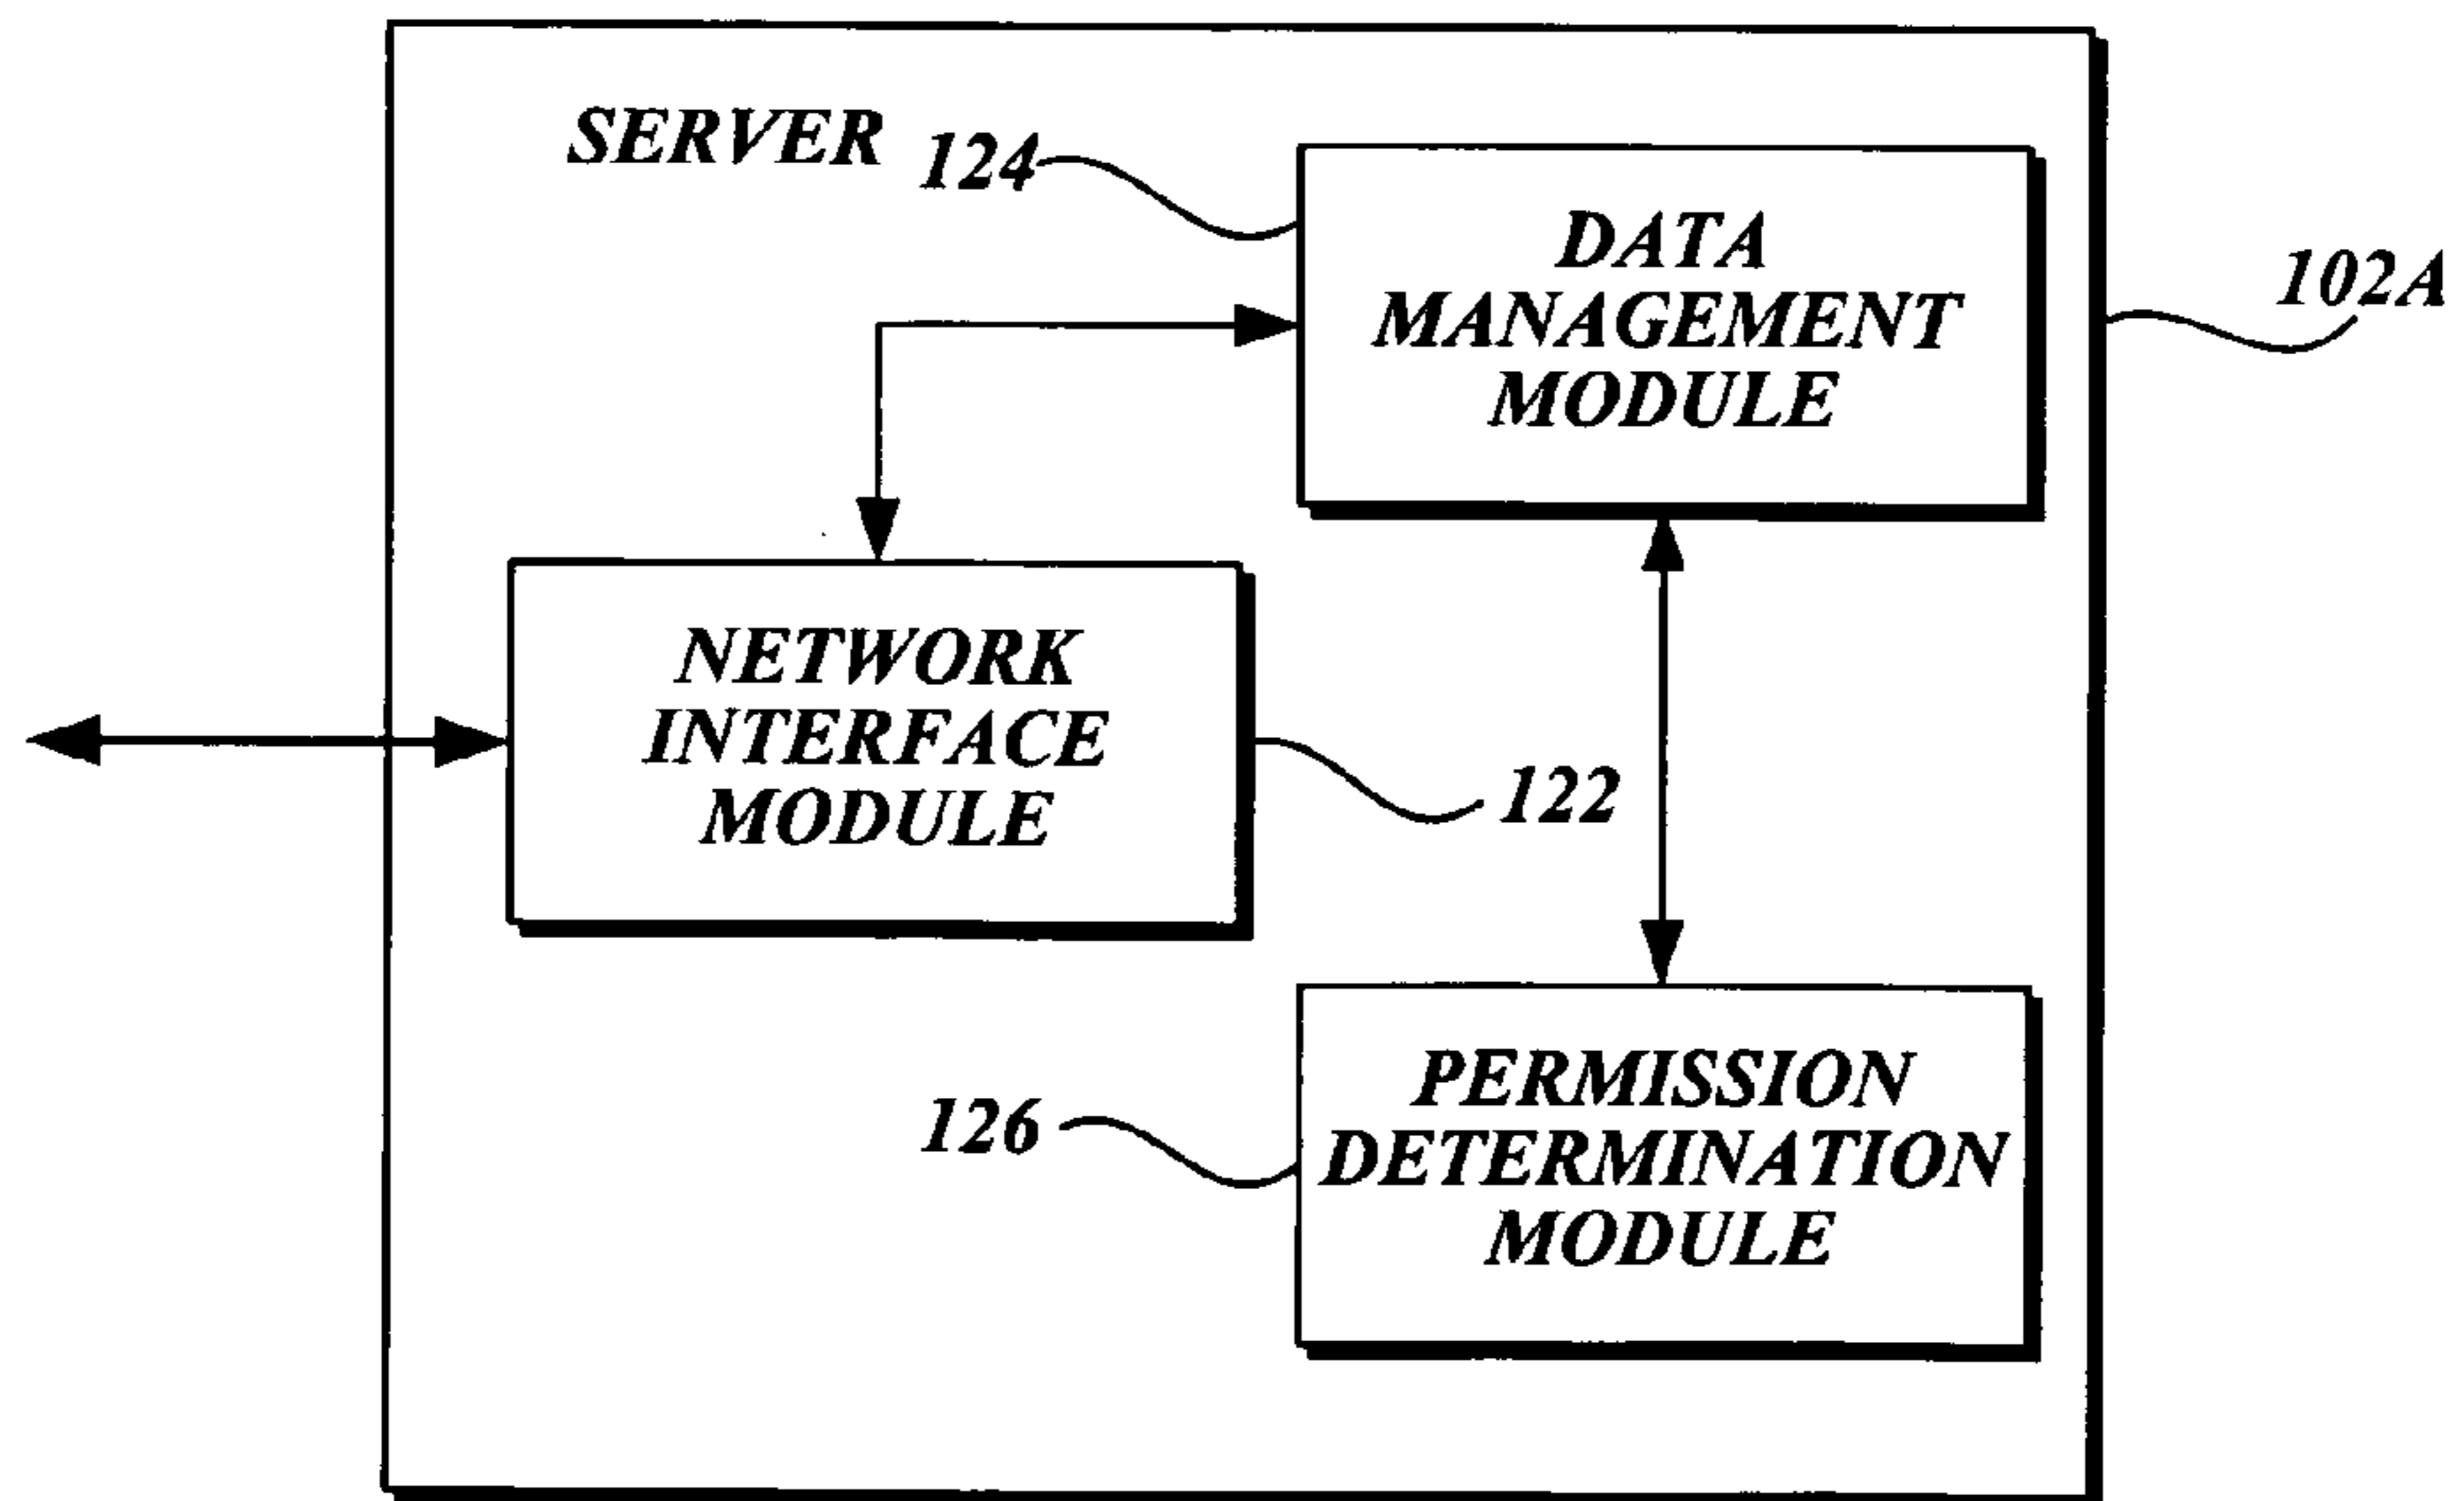 SERVER
124
DATA
MANAGEMENT
MODULE
102A
NETWORK
INTERFACE
MODULE
122
126
PERMISSION
DETERMINATION
MODULE